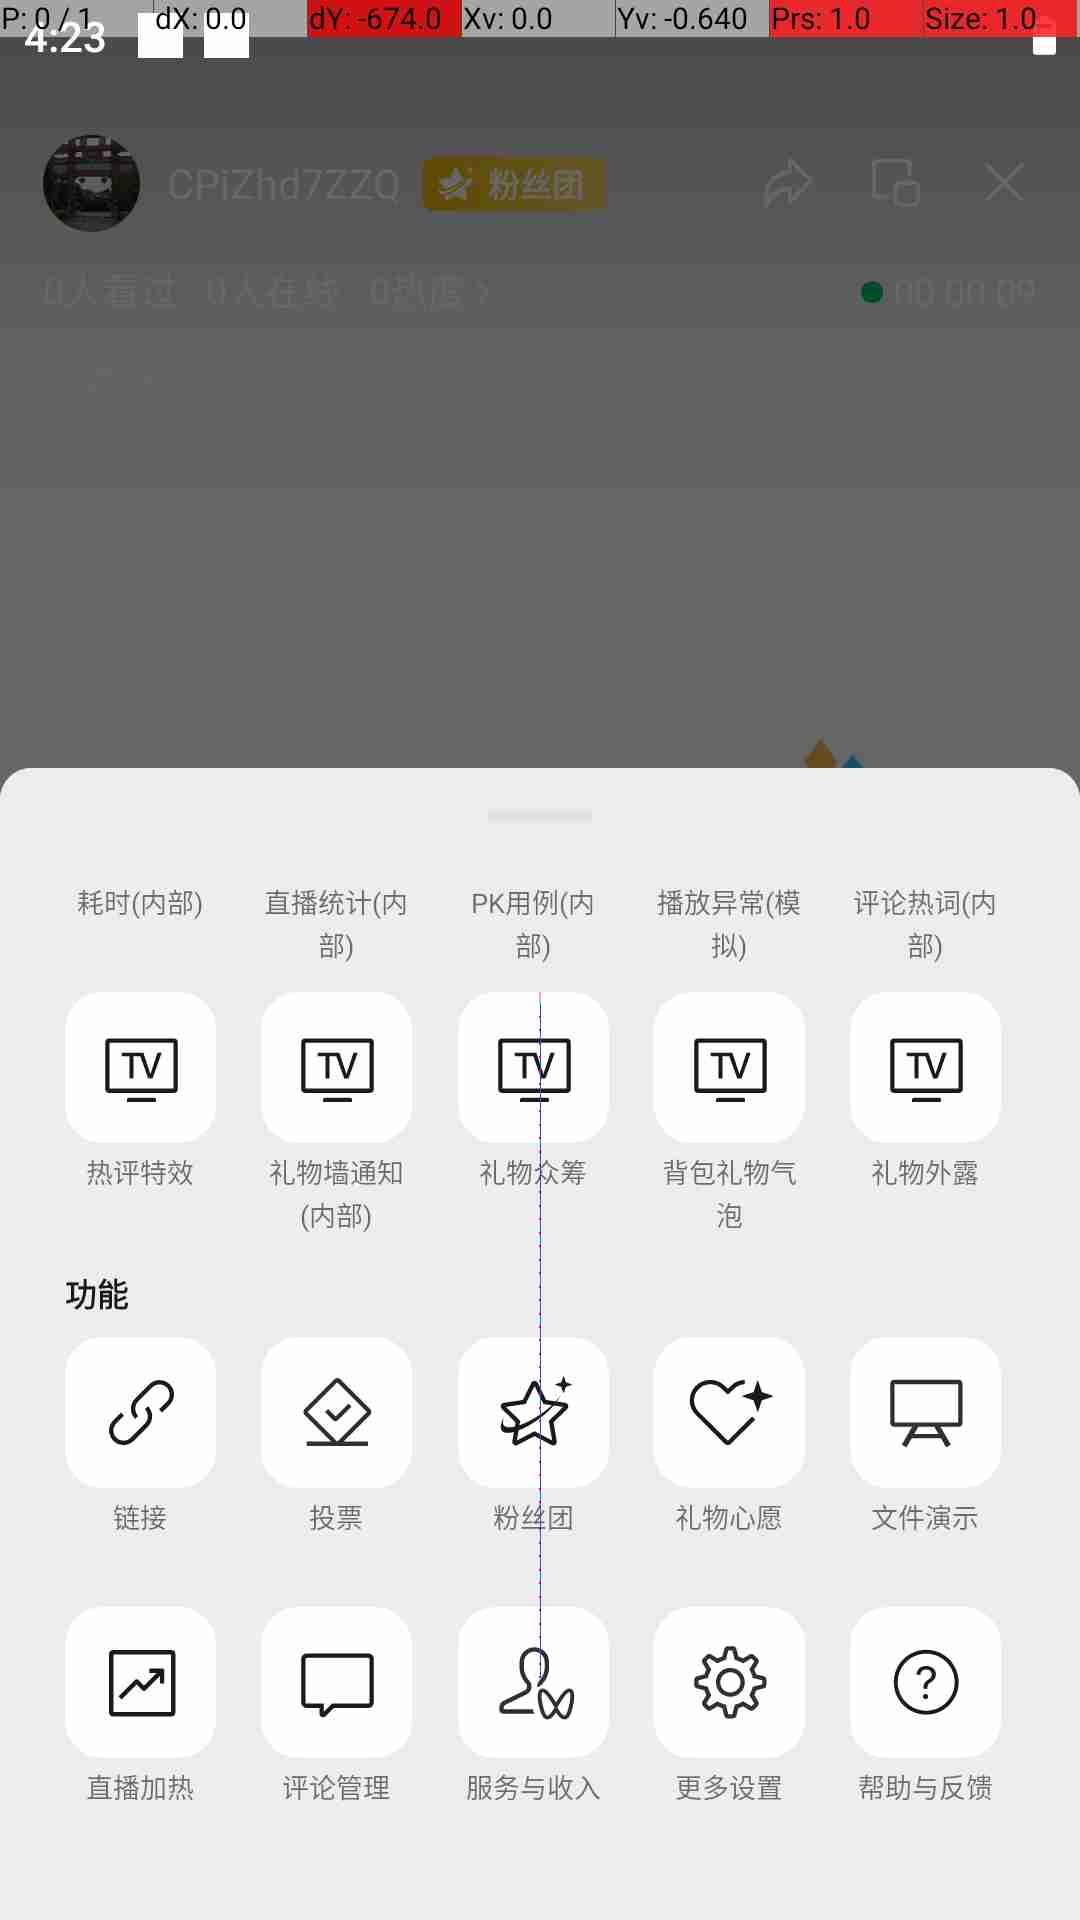 P: 0 / 1 dX: 0.0 dY: -674.0 Xv: 0.0 Yv: -0.640 Prs: 1.0 Size: 1.0
4:23
CPiZhd7ZZQ 粉丝团
0人看过 0人在线 0热度 00:00:09
耗时(内部) 直播统计(内部) PK用例(内部) 播放异常(模拟) 评论热词(内部)
TV TV TV TV TV
热评特效 礼物墙通知(内部) 礼物众筹 背包礼物气泡 礼物外露
功能
链接 投票 粉丝团 礼物心愿 文件演示
直播加热 评论管理 服务与收入 更多设置 帮助与反馈